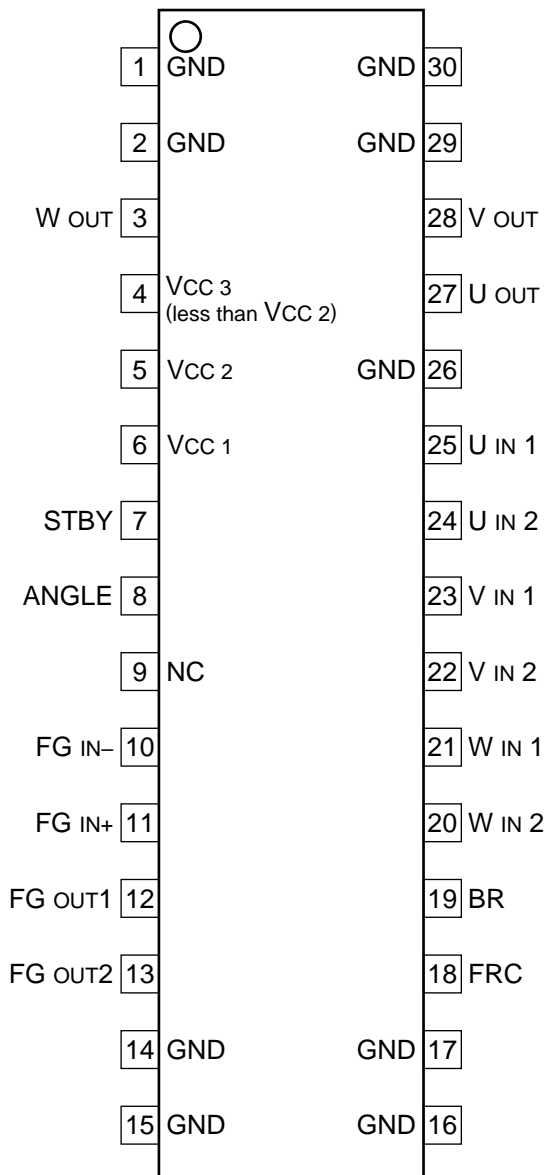 1 GND GND 30
2 GND GND 29
W OUT 3 28 V OUT
4 VCC 3 27 U OUT
(less than VCC 2)
5 VCC 2 GND 26
6 VCC 1 25 U IN 1
STBY 7 24 U IN 2
ANGLE 8 23 V IN 1
9 NC 22 V IN 2
FG IN– 10 21 W IN 1
FG IN+ 11 20 W IN 2
FG OUT1 12 19 BR
FG OUT2 13 18 FRC
14 GND GND 17
15 GND GND 16